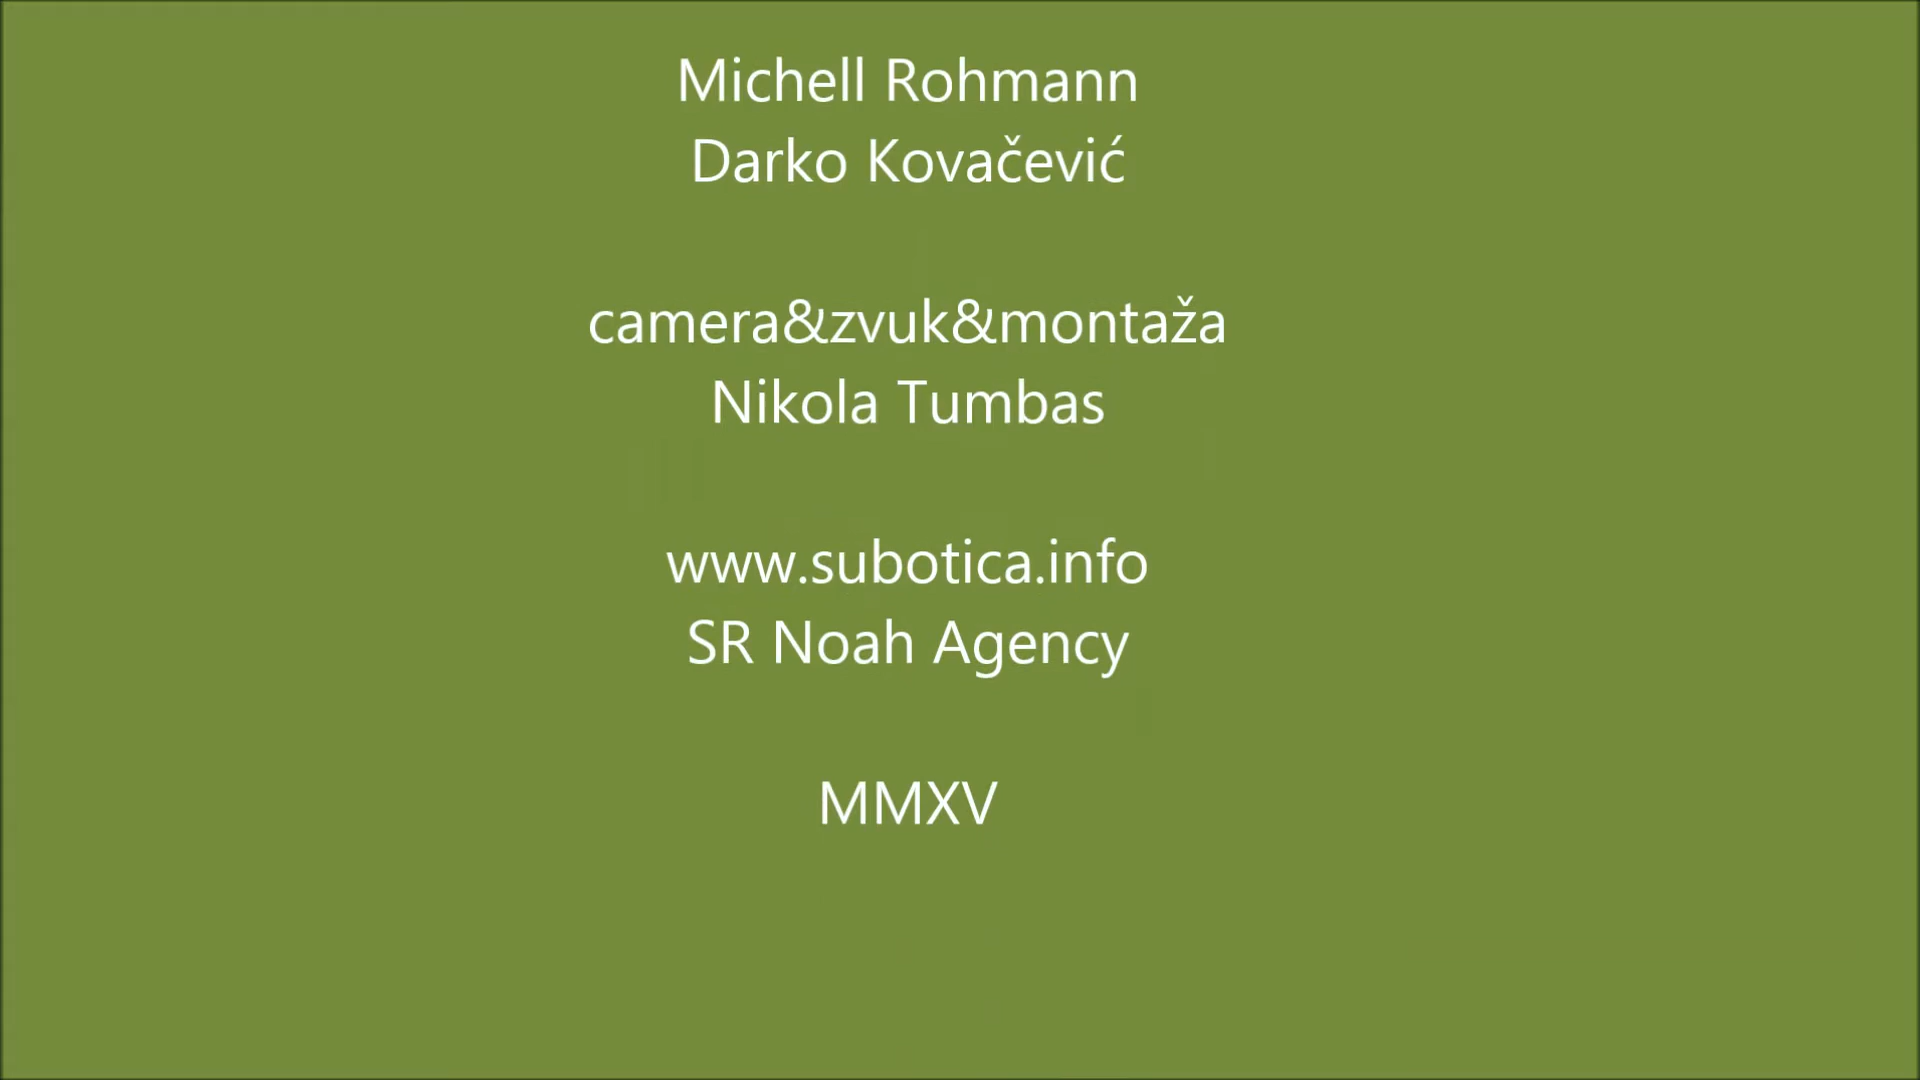 Michell Rohmann
Darko Kovačević
camera&zvuk&montaža
Nikola Tumbas
www.subotica.info
SR Noah Agency
MMXV